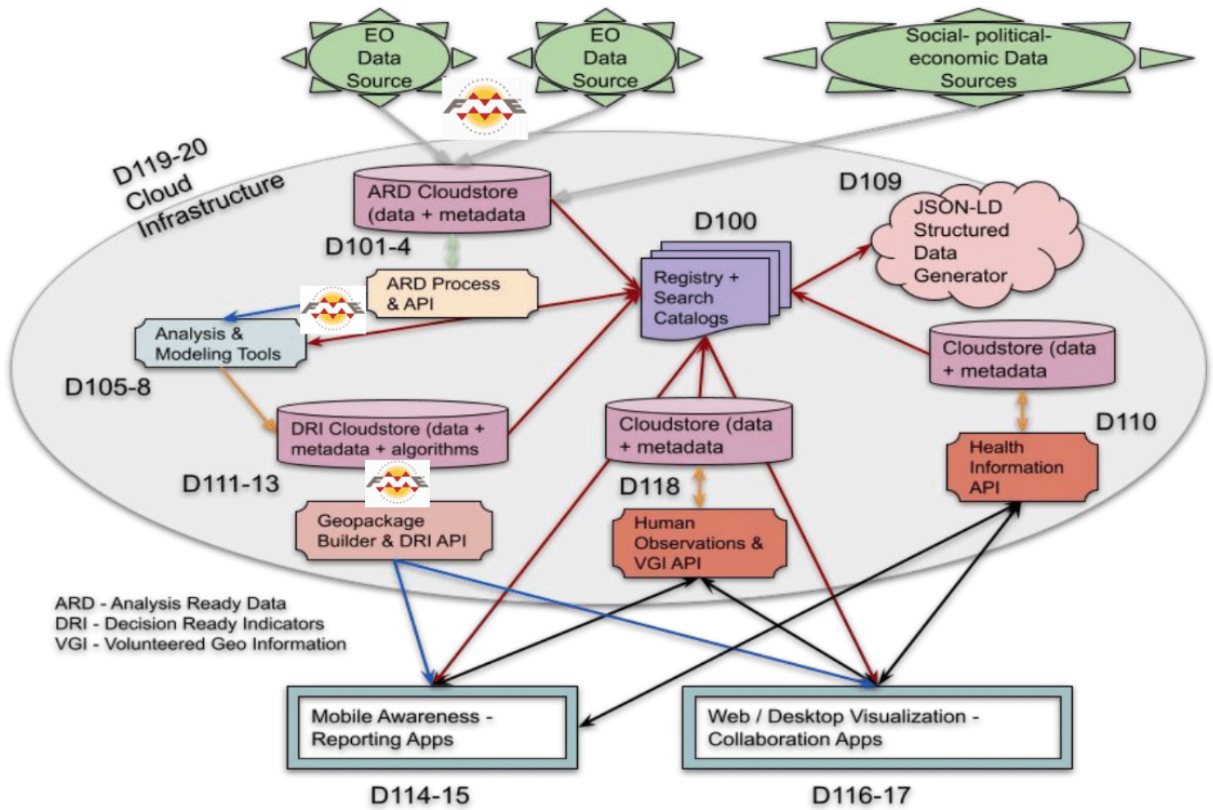 EO
Data
Source
EO
Data
Source
Social- political-
economic Data
Sources
FME
D119-20
Cloud
Infrastructure
ARD Cloudstore
(data + metadata
D101-4
ARD Process
& API
FME
Analysis &
Modeling Tools
D105-8
D100
Registry +
Search
Catalogs
D109
JSON-LD
Structured
Data
Generator
Cloudstore (data
+ metadata
D110
Health
Information
API
DRI Cloudstore (data +
metadata + algorithms
D111-13
FME
Geopackage
Builder & DRI API
Cloudstore (data
+ metadata
D118
Human
Observations &
VGI API
ARD - Analysis Ready Data
DRI - Decision Ready Indicators
VGI - Volunteered Geo Information
Mobile Awareness -
Reporting Apps
D114-15
Web / Desktop Visualization -
Collaboration Apps
D116-17